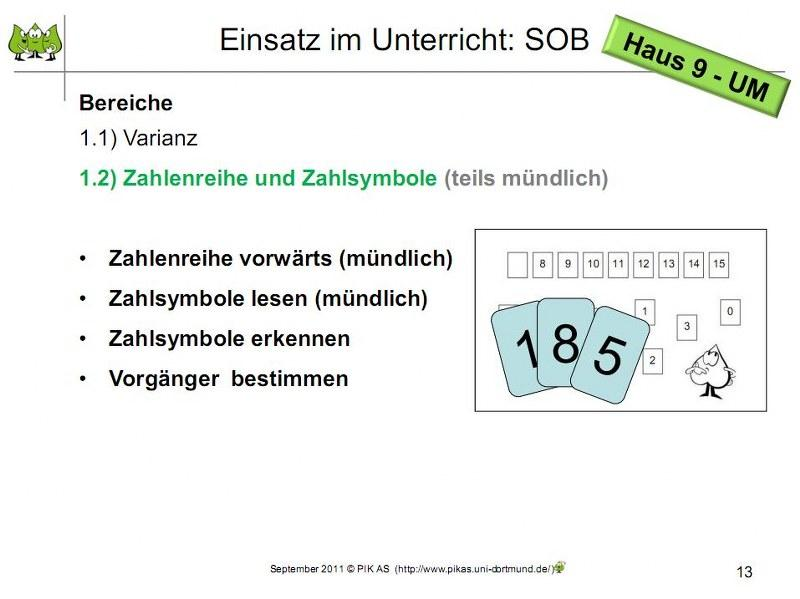 Einsatz im Unterricht: SOB
Haus 9 - UM
Bereiche
1.1) Varianz
1.2) Zahlenreihe und Zahlsymbole (teils mündlich)
• Zahlenreihe vorwärts (mündlich)
• Zahlsymbole lesen (mündlich)
• Zahlsymbole erkennen
• Vorgänger bestimmen
8 9 10 11 12 13 14 15
1 0
3
1 8 5
2
September 2011 © PIK AS (http://www.pikas.uni-dortmund.de/)
13